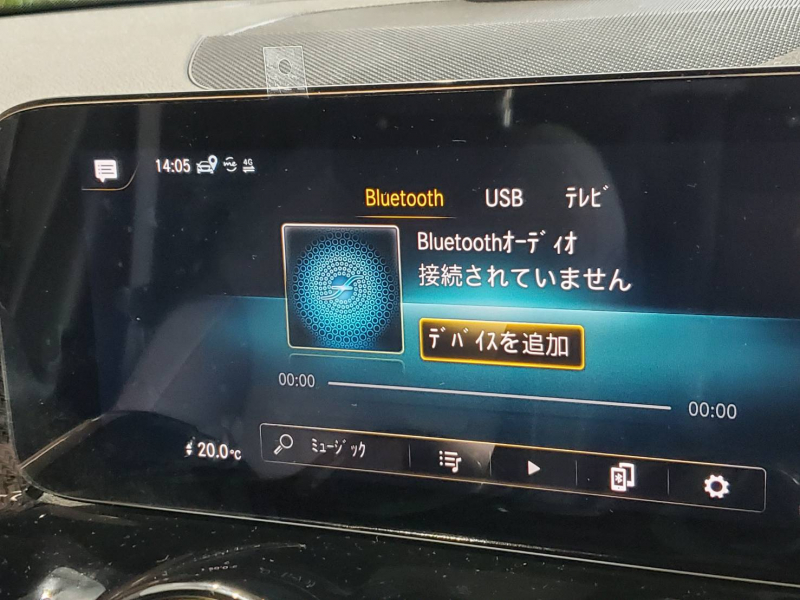 14:05 me 4G
Bluetooth USB ﾃﾚﾋﾞ
Bluetoothｵｰﾃﾞｨｵ
接続されていません
ﾃﾞﾊﾞｲｽを追加
00:00 00:00
20.0°C
ﾐｭｰｼﾞｯｸ